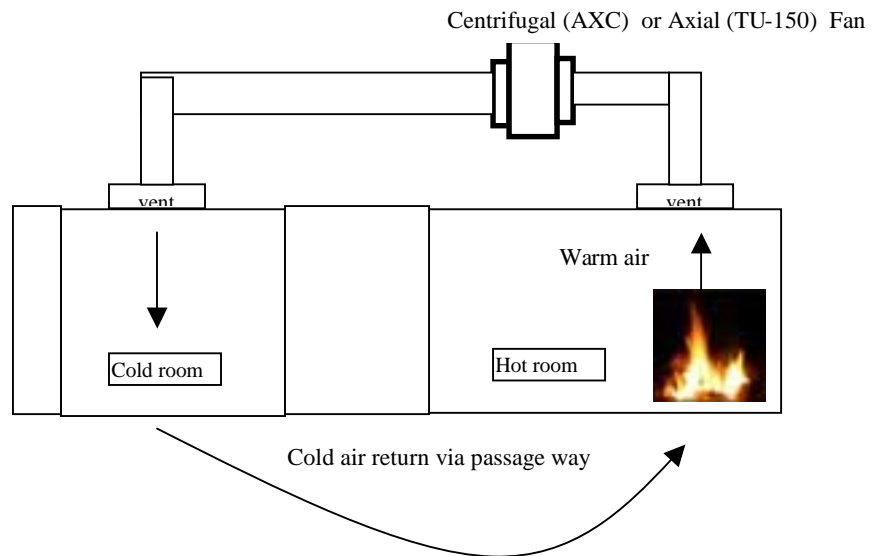 Centrifugal (AXC) or Axial (TU-150) Fan
vent
vent
Warm air
Cold room
Hot room
Cold air return via passage way